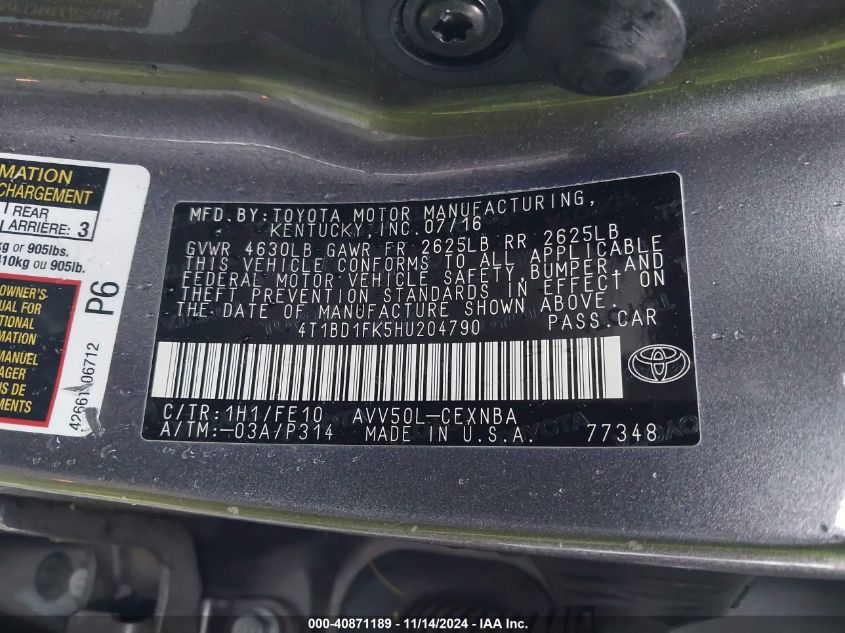 MATION
CHARGEMENT
REAR
ARRIÈRE: 3
kg or 905lbs.
410kg ou 905lb.
OWNER'S
UAL FOR
ITIONAL
MATION
MANUEL
AGER
MENTS
P6
MFD. BY: TOYOTA MOTOR MANUFACTURING,
KENTUCKY, INC. 07/16
GVWR 4630LB GAWR FR 2625LB RR 2625LB
THIS VEHICLE CONFORMS TO ALL APPLICABLE
FEDERAL MOTOR VEHICLE SAFETY, BUMPER, AND
THEFT PREVENTION STANDARDS IN EFFECT ON
THE DATE OF MANUFACTURE SHOWN ABOVE.
4T1BD1FK5HU204790 PASS. CAR
C/TR: 1H1/FE10 AVV50L-CEXNBA
A/TM: -03A/P314 MADE IN U.S.A. 77348
000-40871189 - 11/14/2024 - IAA Inc.